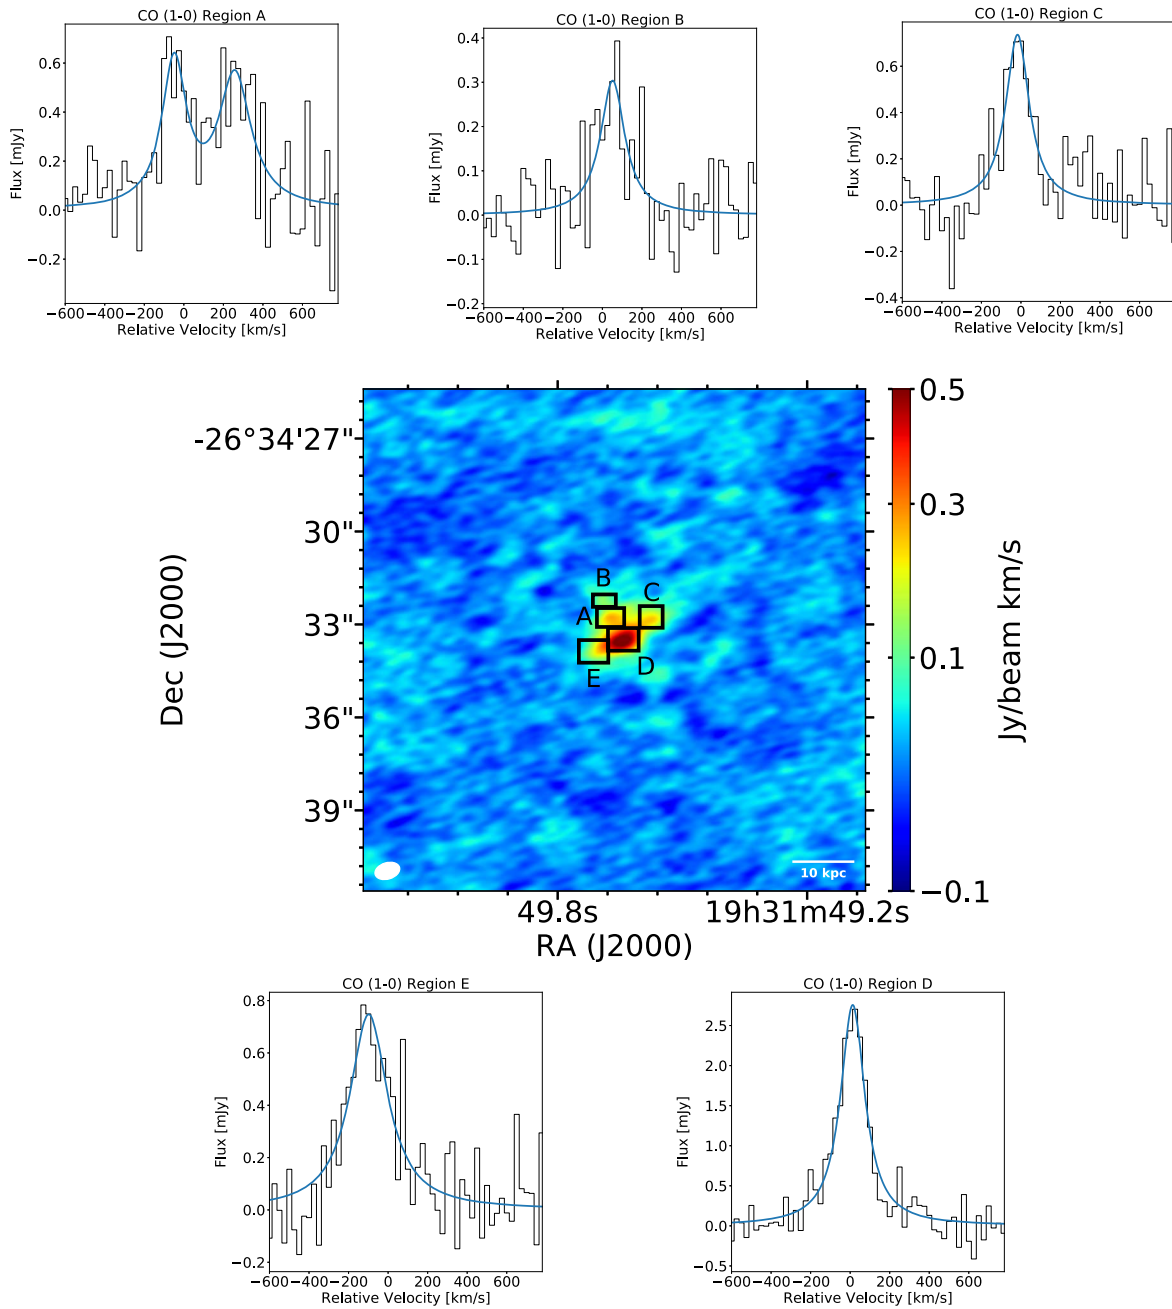 CO (1-0) Region A
0.6
0.4
0.2
0.0
−0.2
Flux [mJy]
−600−400−200 0 200 400 600
Relative Velocity [km/s]
CO (1-0) Region B
0.4
0.3
0.2
0.1
0.0
−0.1
−0.2
Flux [mJy]
−600−400−200 0 200 400 600
Relative Velocity [km/s]
CO (1-0) Region C
0.6
0.4
0.2
0.0
−0.2
−0.4
Flux [mJy]
−600−400−200 0 200 400 600
Relative Velocity [km/s]
-26°34'27"
30"
33"
36"
39"
Dec (J2000)
B
C
A
E
D
10 kpc
49.8s 19h31m49.2s
RA (J2000)
0.5
0.3
0.1
−0.1
Jy/beam km/s
CO (1-0) Region E
0.8
0.6
0.4
0.2
0.0
−0.2
Flux [mJy]
−600−400−200 0 200 400 600
Relative Velocity [km/s]
CO (1-0) Region D
2.5
2.0
1.5
1.0
0.5
0.0
−0.5
Flux [mJy]
−600−400−200 0 200 400 600
Relative Velocity [km/s]